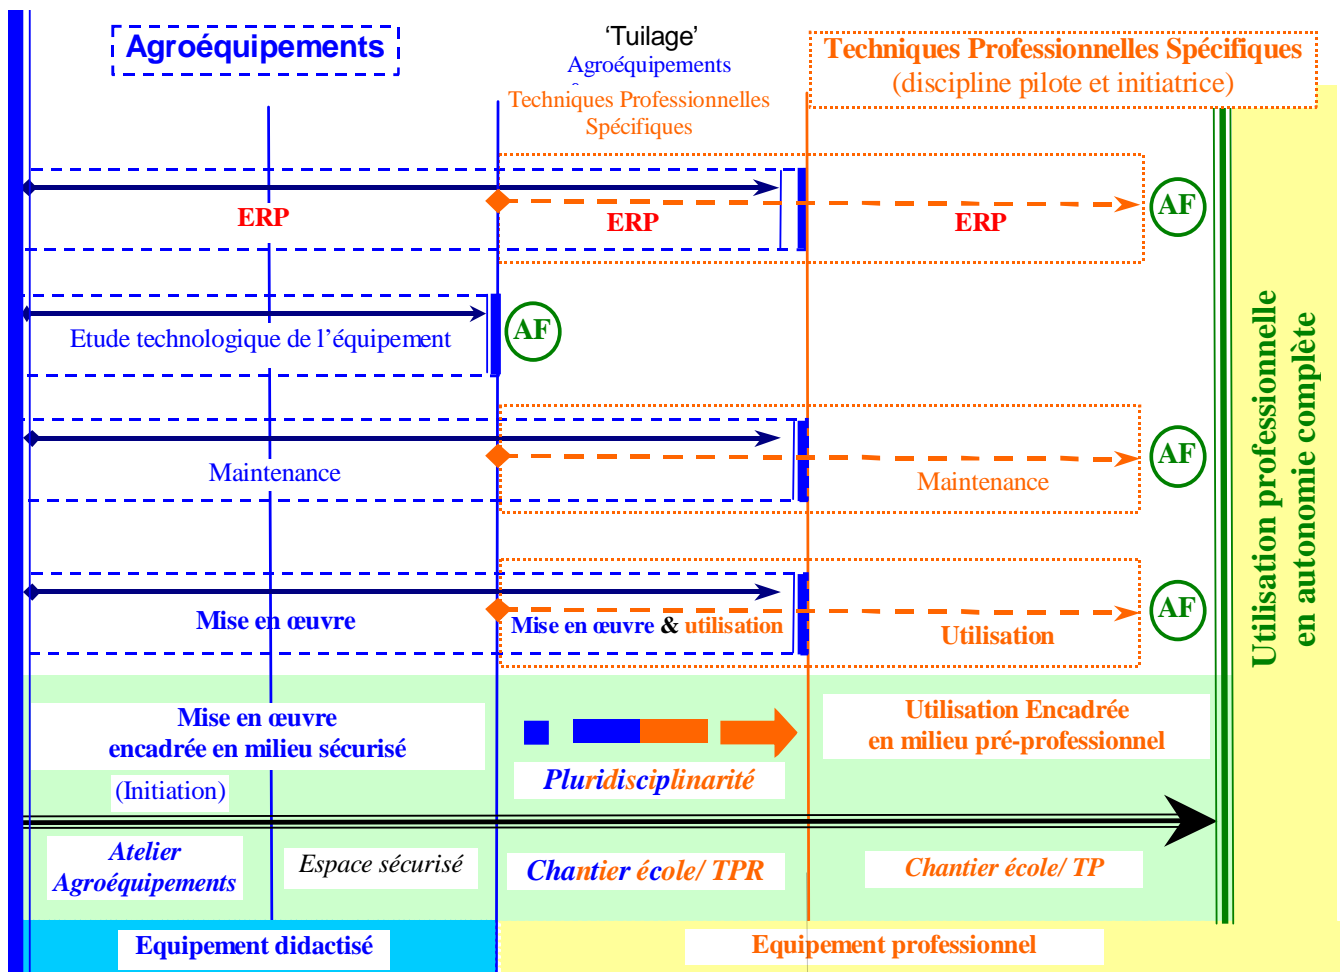 Agroéquipements
‘Tuilage’
Agroéquipements
Techniques Professionnelles
Spécifiques
Techniques Professionnelles Spécifiques
(discipline pilote et initiatrice)
ERP
ERP
ERP
AF
Etude technologique de l’équipement
AF
Maintenance
Maintenance
AF
Mise en œuvre
Mise en œuvre & utilisation
Utilisation
AF
Utilisation professionnelle
en autonomie complète
Mise en œuvre
encadrée en milieu sécurisé
(Initiation)
Pluridisciplinarité
Utilisation Encadrée
en milieu pré-professionnel
Atelier
Agroéquipements
Espace sécurisé
Chantier école/ TPR
Chantier école/ TP
Equipement didactisé
Equipement professionnel